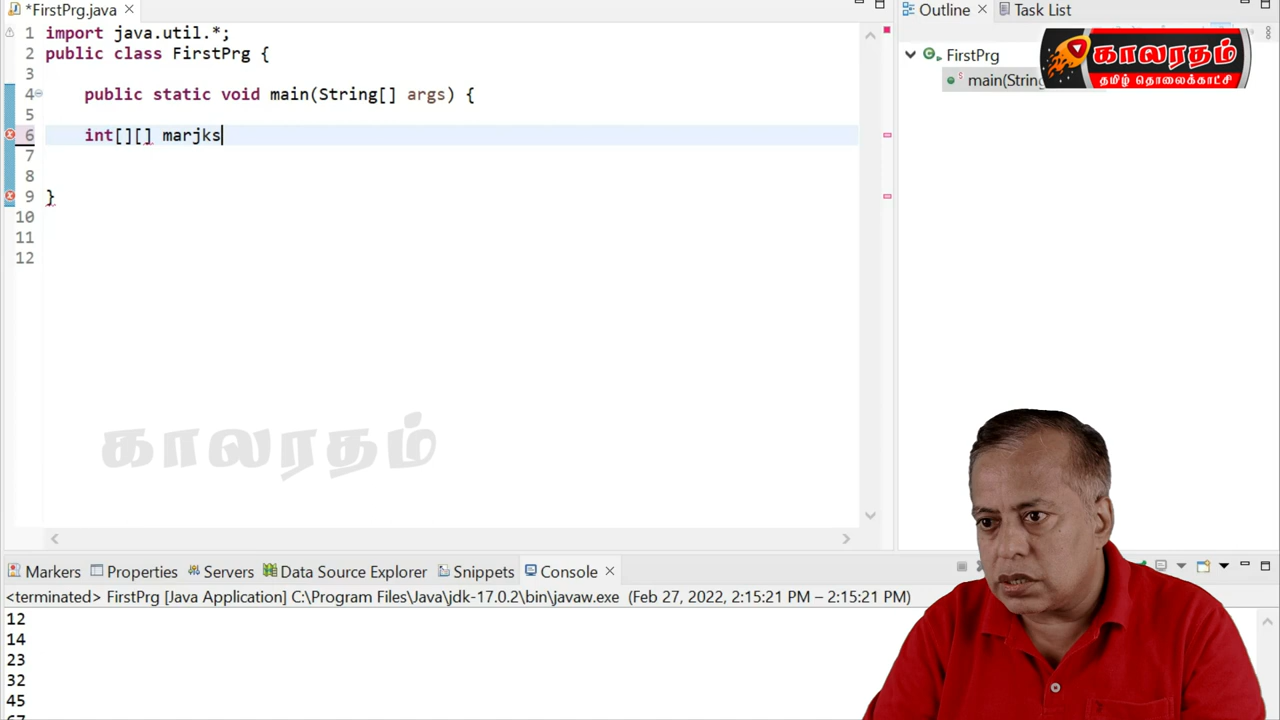 *FirstPrg.java
Outline Task List
1 import java.util.*;
2 public class FirstPrg {
3
4 public static void main(String[] args) {
5
6 int[][] marjks
7
8
9 }
10
11
12
FirstPrg
main(String
காலரதம்
தமிழ் தொலைக்காட்சி
காலரதம்
Markers Properties Servers Data Source Explorer Snippets Console
<terminated> FirstPrg [Java Application] C:\Program Files\Java\jdk-17.0.2\bin\javaw.exe (Feb 27, 2022, 2:15:21 PM – 2:15:21 PM)
12
14
23
32
45
67